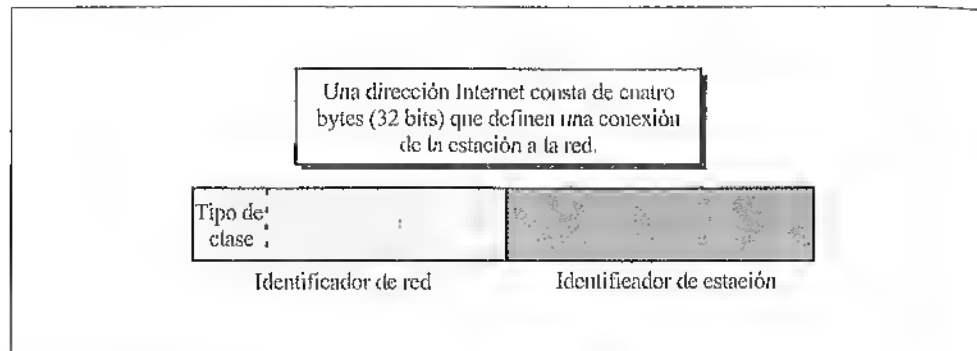 Una dirección Internet consta de cuatro
bytes (32 bits) que definen una conexión
de la estación a la red.
Tipo de
clase
Identificador de red
Identificador de estación